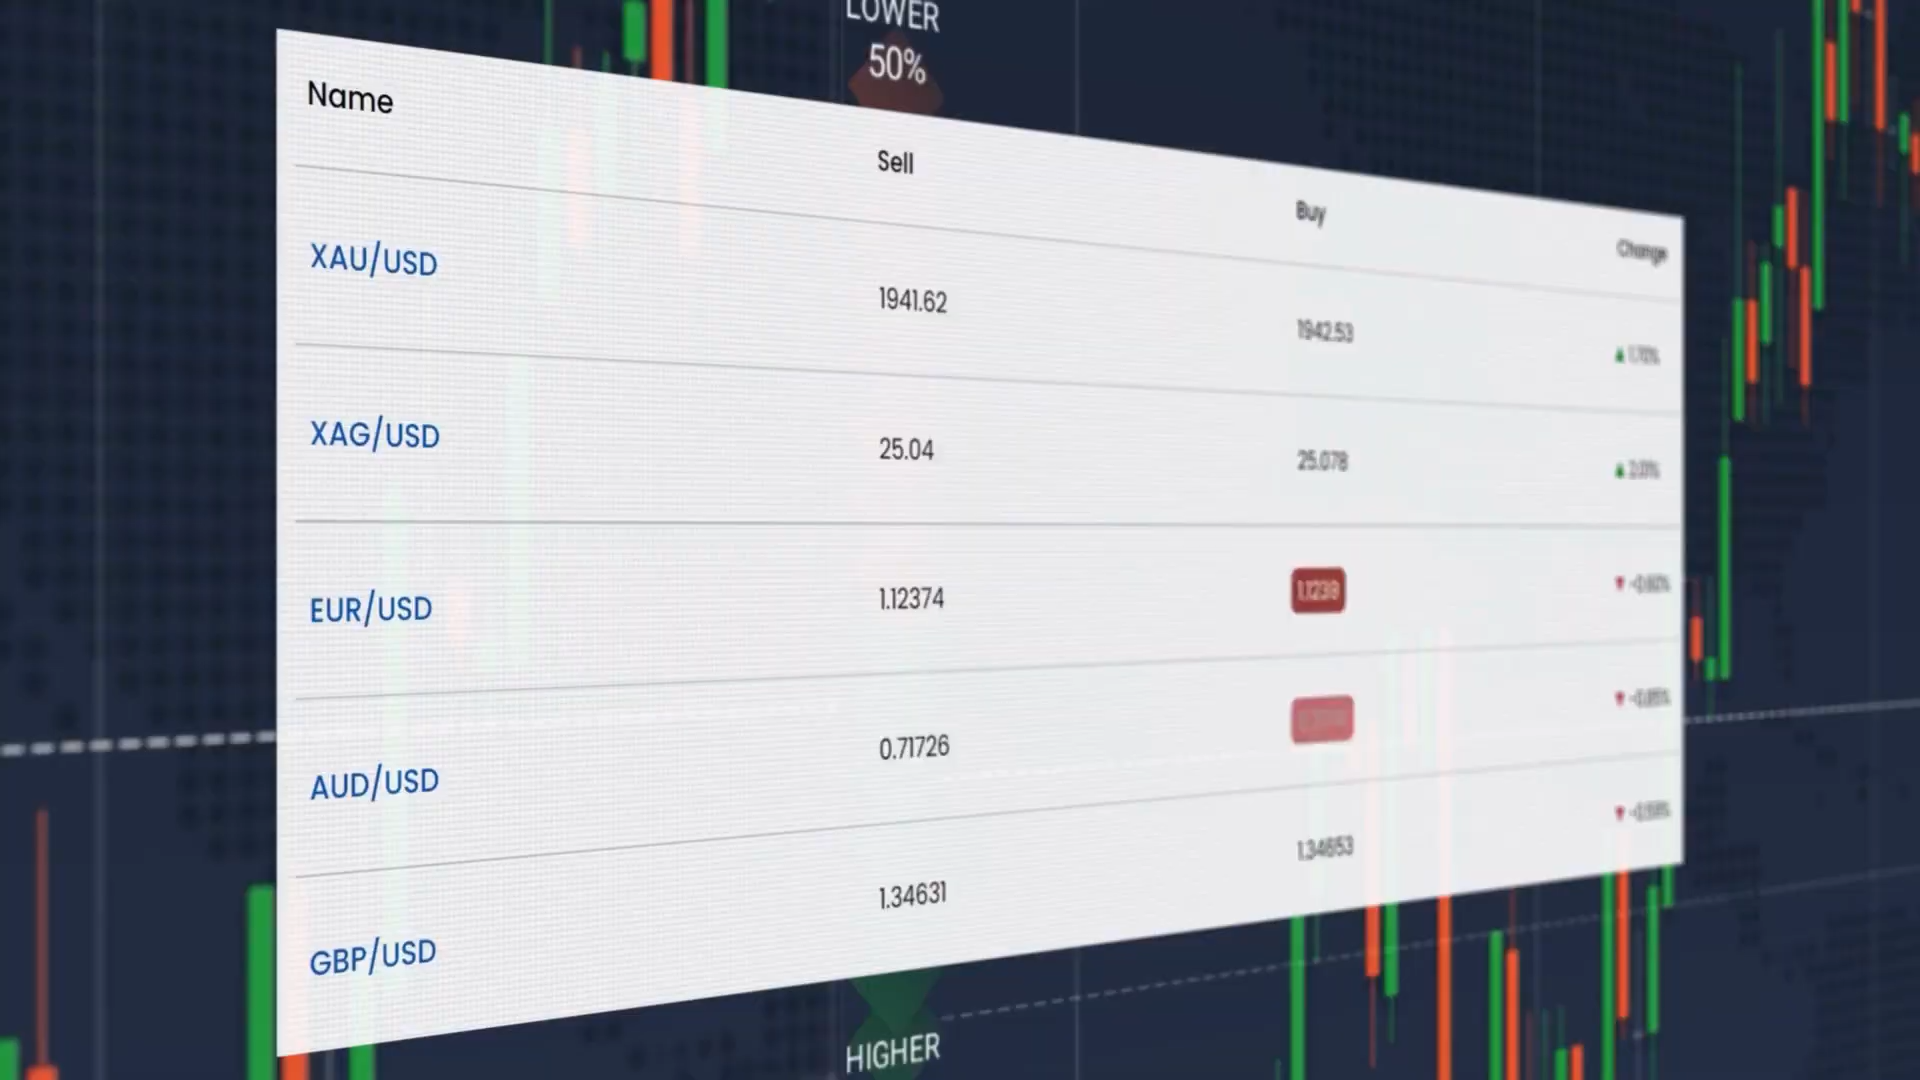 LOWER
50%
Name Sell Buy Change
XAU/USD 1941.62 1942.53
XAG/USD 25.04 25.078
EUR/USD 1.12374
AUD/USD 0.71726
GBP/USD 1.34631 1.34653
HIGHER